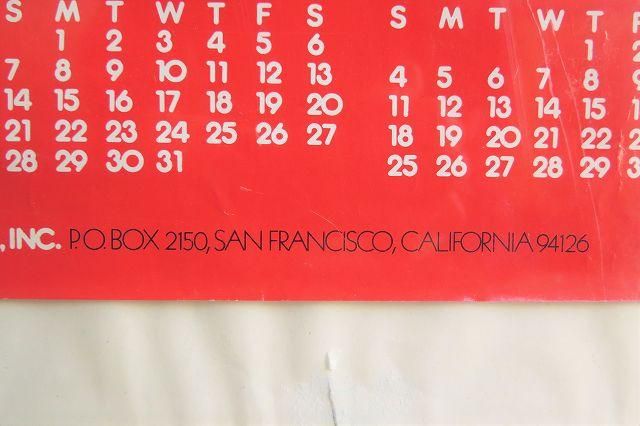 S M T W T F S
1 2 3 4 5 6
7 8 9 10 11 12 13
14 15 16 17 18 19 20
21 22 23 24 25 26 27
28 29 30 31
S M T W T F
1
4 5 6 7 8
11 12 13 14 15
18 19 20 21 22
25 26 27 28 29
, INC. P.O. BOX 2150, SAN FRANCISCO, CALIFORNIA 94126